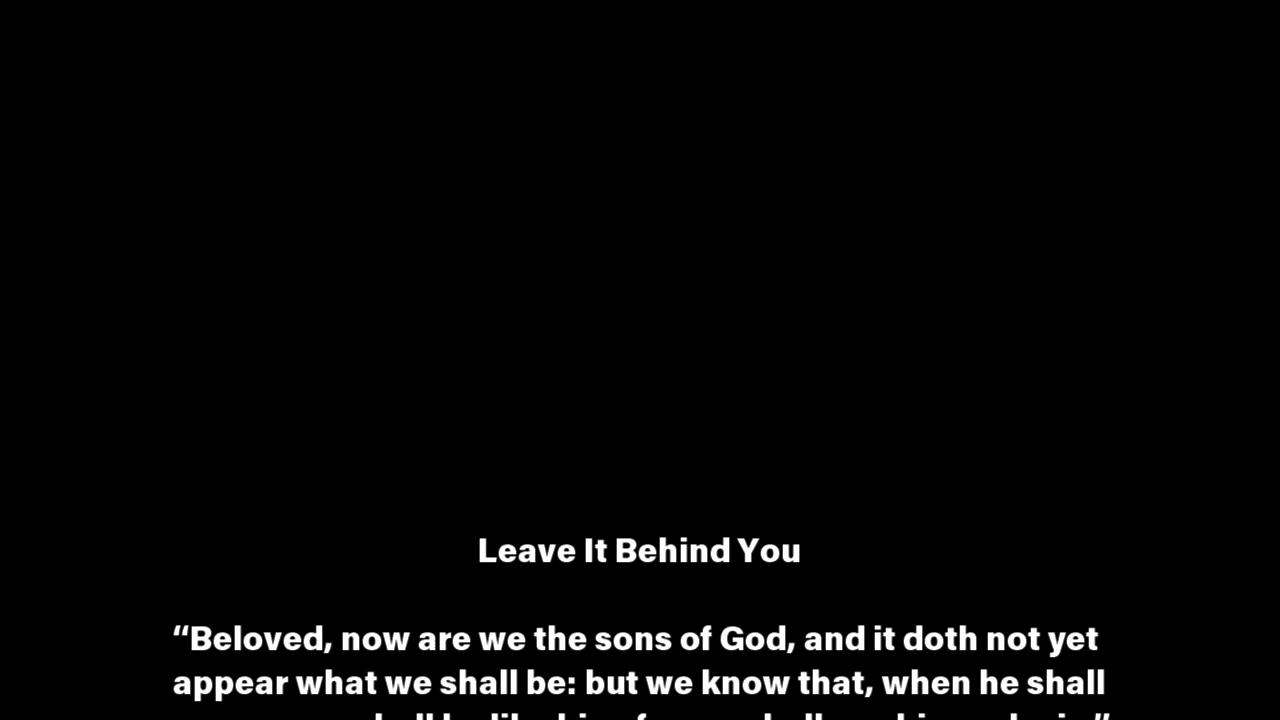 Leave It Behind You
“Beloved, now are we the sons of God, and it doth not yet
appear what we shall be: but we know that, when he shall